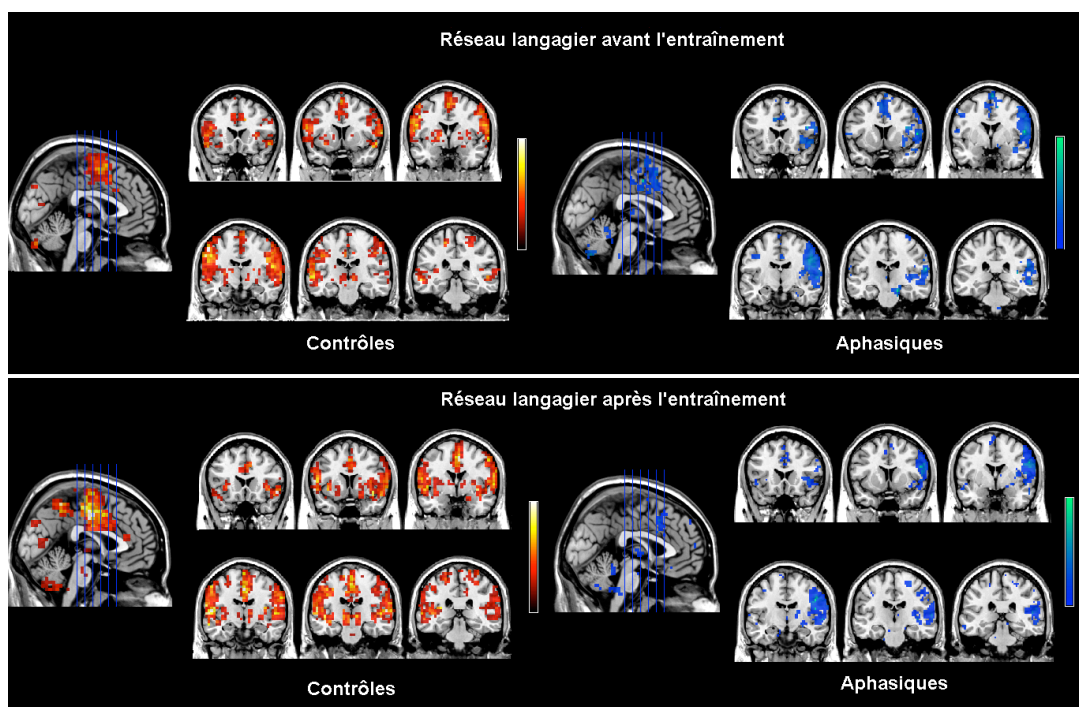 Réseau langagier avant l'entraînement
Contrôles
Aphasiques
Réseau langagier après l'entraînement
Contrôles
Aphasiques